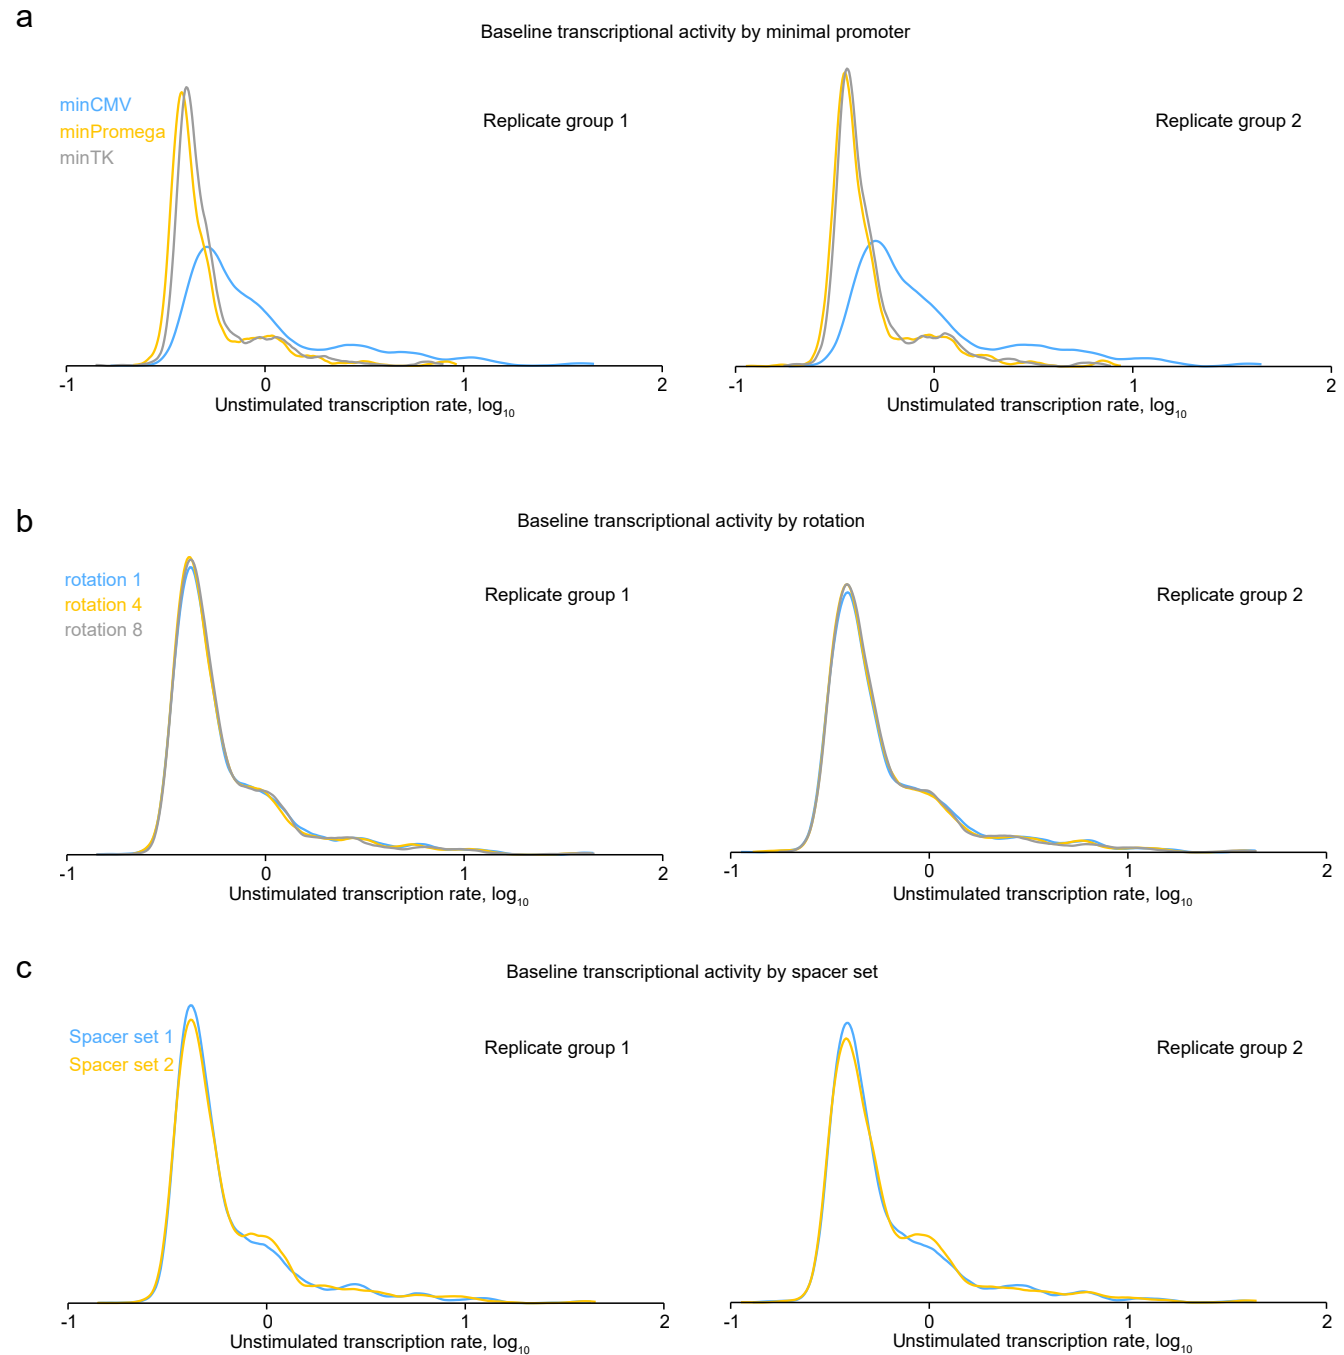 a
Baseline transcriptional activity by minimal promoter
minCMV
minPromega
minTK
Replicate group 1
Replicate group 2
-1 0 1 2
Unstimulated transcription rate, log10
-1 0 1 2
Unstimulated transcription rate, log10
b
Baseline transcriptional activity by rotation
rotation 1
rotation 4
rotation 8
Replicate group 1
Replicate group 2
-1 0 1 2
Unstimulated transcription rate, log10
-1 0 1 2
Unstimulated transcription rate, log10
c
Baseline transcriptional activity by spacer set
Spacer set 1
Spacer set 2
Replicate group 1
Replicate group 2
-1 0 1 2
Unstimulated transcription rate, log10
-1 0 1 2
Unstimulated transcription rate, log10